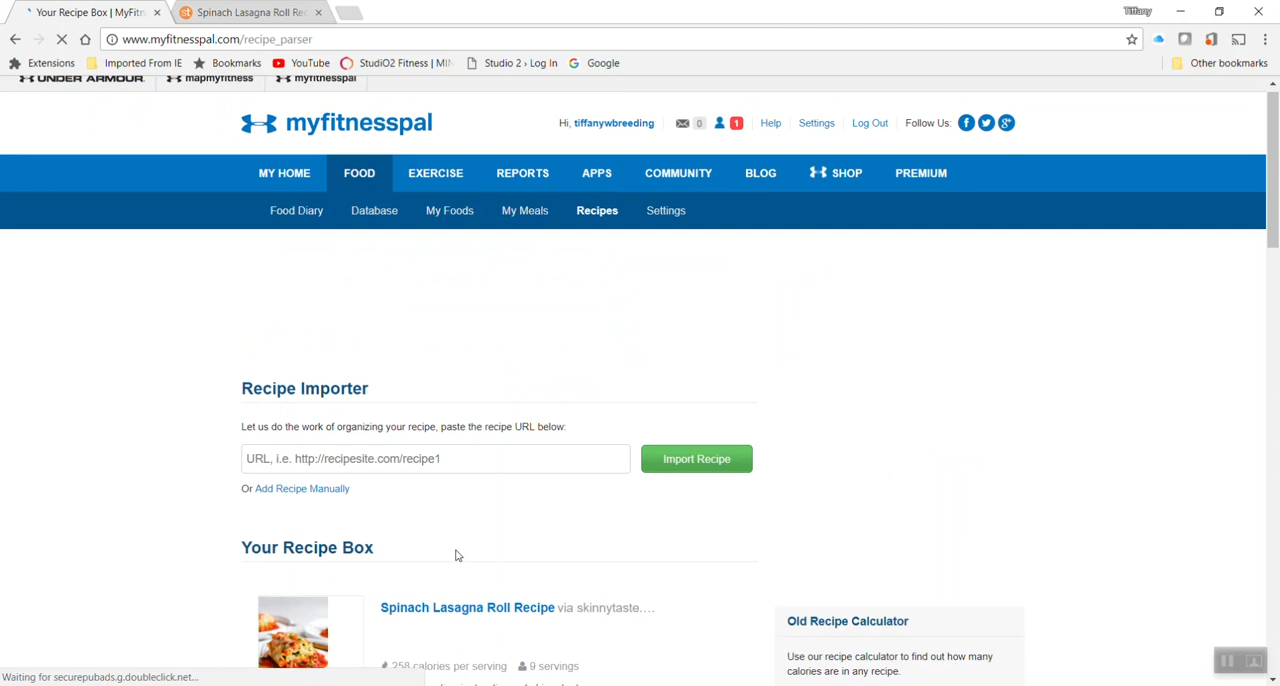 Your Recipe Box | MyFitn
Spinach Lasagna Roll Rec
Tiffany
www.myfitnesspal.com/recipe_parser
Extensions Imported From IE Bookmarks YouTube StudiO2 Fitness | MIN Studio 2 › Log In Google Other bookmarks
UNDER ARMOUR mapmyfitness myfitnesspal
myfitnesspal
Hi, tiffanywbreeding 0 1 Help Settings Log Out Follow Us:
MY HOME FOOD EXERCISE REPORTS APPS COMMUNITY BLOG SHOP PREMIUM
Food Diary Database My Foods My Meals Recipes Settings
Recipe Importer
Let us do the work of organizing your recipe, paste the recipe URL below:
URL, i.e. http://recipesite.com/recipe1
Import Recipe
Or Add Recipe Manually
Your Recipe Box
Spinach Lasagna Roll Recipe via skinnytaste....
258 calories per serving 9 servings
Old Recipe Calculator
Use our recipe calculator to find out how many
calories are in any recipe.
Waiting for securepubads.g.doubleclick.net...